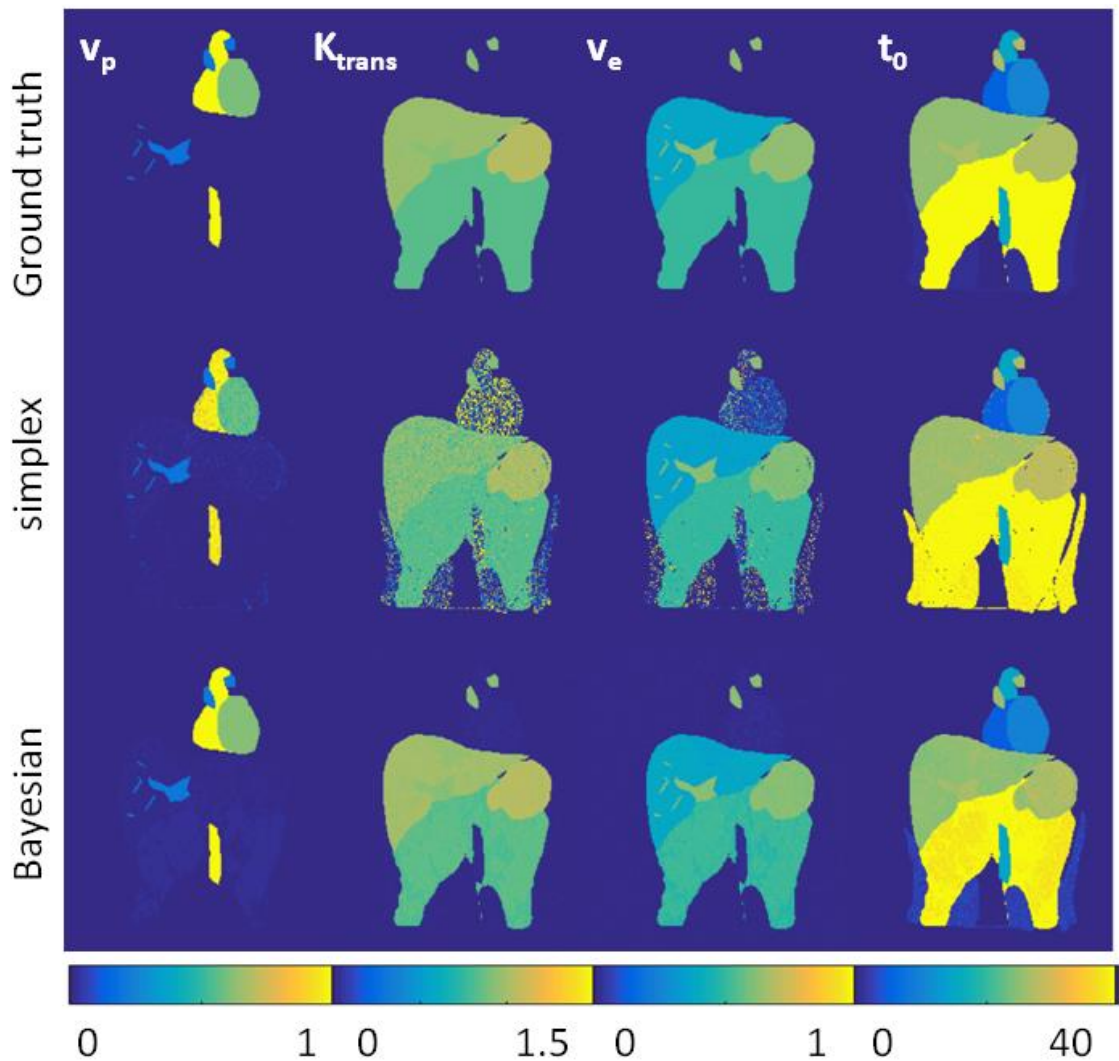 v_p K_trans v_e t_0
Ground truth
simplex
Bayesian
0 1 0 1.5 0 1 0 40